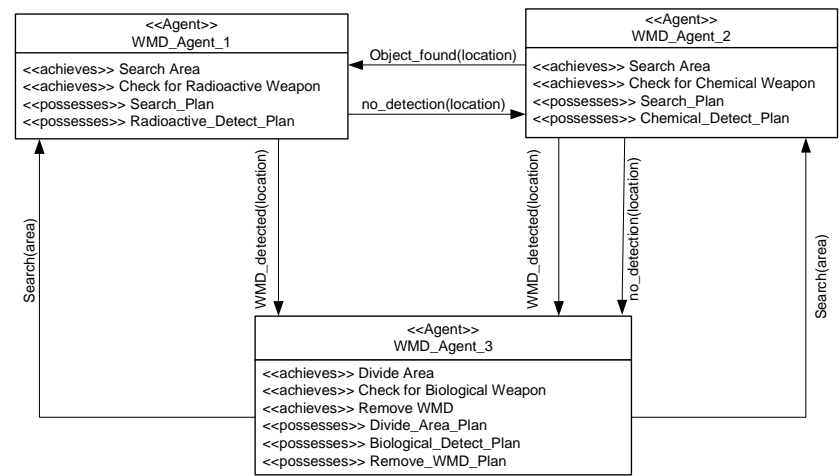 <<Agent>>
WMD_Agent_1
<<achieves>> Search Area
<<achieves>> Check for Radioactive Weapon
<<possesses>> Search_Plan
<<possesses>> Radioactive_Detect_Plan
Object_found(location)
no_detection(location)
<<Agent>>
WMD_Agent_2
<<achieves>> Search Area
<<achieves>> Check for Chemical Weapon
<<possesses>> Search_Plan
<<possesses>> Chemical_Detect_Plan
Search(area)
WMD_detected(location)
WMD_detected(location)
no_detection(location)
Search(area)
<<Agent>>
WMD_Agent_3
<<achieves>> Divide Area
<<achieves>> Check for Biological Weapon
<<achieves>> Remove WMD
<<possesses>> Divide_Area_Plan
<<possesses>> Biological_Detect_Plan
<<possesses>> Remove_WMD_Plan